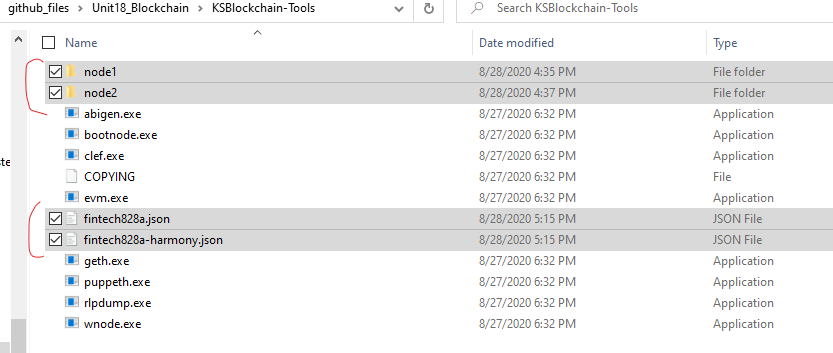 github_files › Unit18_Blockchain › KSBlockchain-Tools
Search KSBlockchain-Tools
Name Date modified Type
node1 8/28/2020 4:35 PM File folder
node2 8/28/2020 4:37 PM File folder
abigen.exe 8/27/2020 6:32 PM Application
bootnode.exe 8/27/2020 6:32 PM Application
clef.exe 8/27/2020 6:32 PM Application
COPYING 8/27/2020 6:32 PM File
evm.exe 8/27/2020 6:32 PM Application
fintech828a.json 8/28/2020 5:15 PM JSON File
fintech828a-harmony.json 8/28/2020 5:15 PM JSON File
geth.exe 8/27/2020 6:32 PM Application
puppeth.exe 8/27/2020 6:32 PM Application
rlpdump.exe 8/27/2020 6:32 PM Application
wnode.exe 8/27/2020 6:32 PM Application